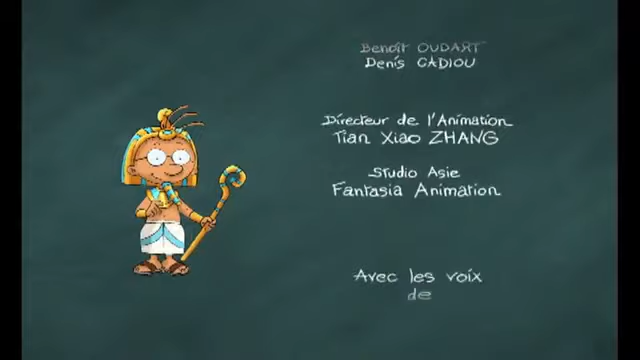 Benoît OUDART
Denis CADIOU
Directeur de l'Animation
Tian Xiao ZHANG
Studio Asie
Fantasia Animation
Avec les voix
de